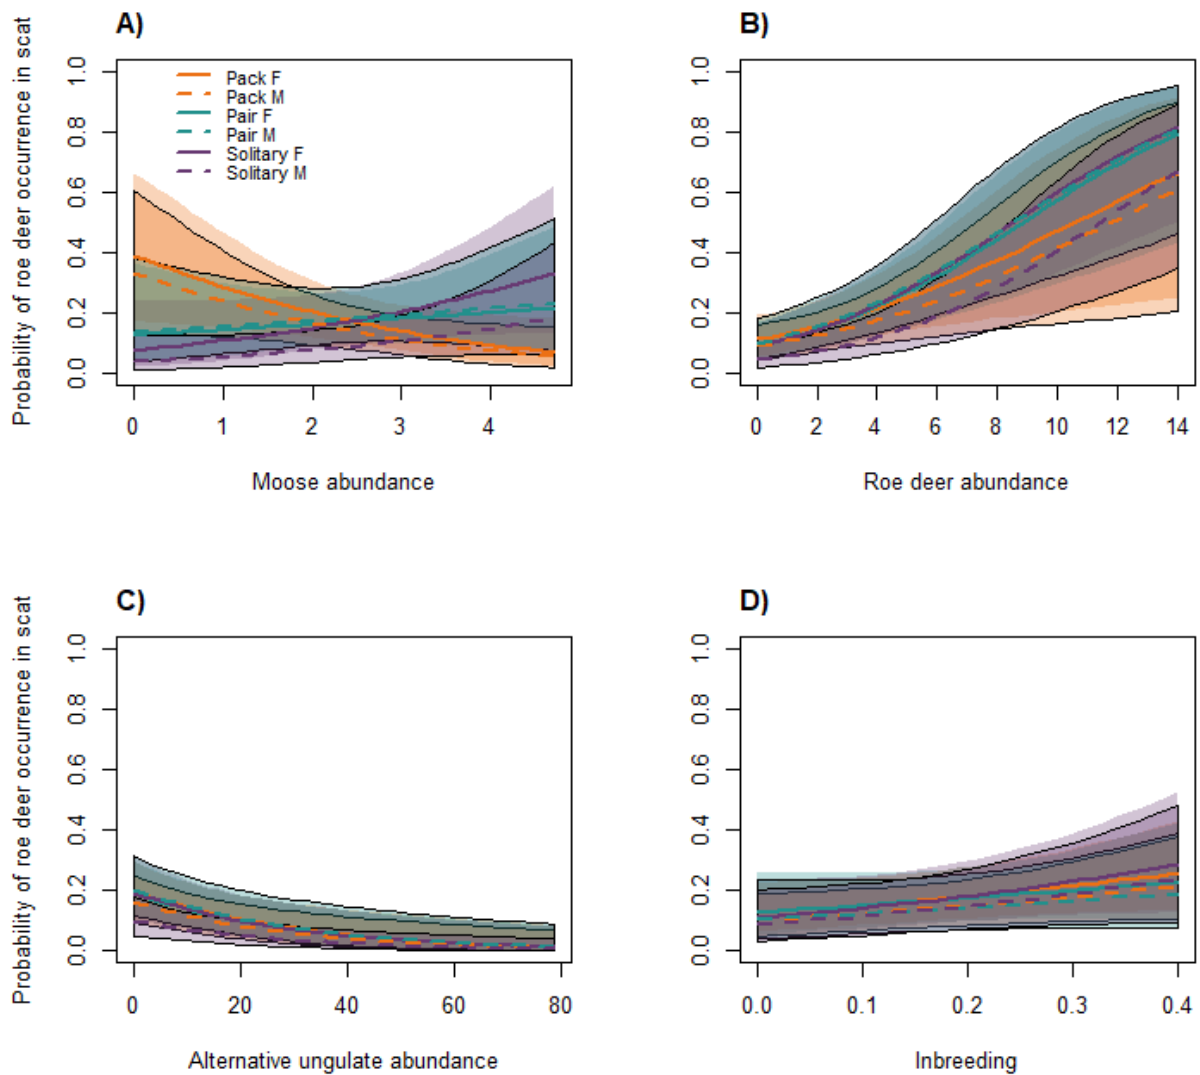 A)
Probability of roe deer occurrence in scat
0.0 0.2 0.4 0.6 0.8 1.0
Pack F
Pack M
Pair F
Pair M
Solitary F
Solitary M
0 1 2 3 4
Moose abundance
B)
0.0 0.2 0.4 0.6 0.8 1.0
0 2 4 6 8 10 12 14
Roe deer abundance
C)
Probability of roe deer occurrence in scat
0.0 0.2 0.4 0.6 0.8 1.0
0 20 40 60 80
Alternative ungulate abundance
D)
0.0 0.2 0.4 0.6 0.8 1.0
0.0 0.1 0.2 0.3 0.4
Inbreeding